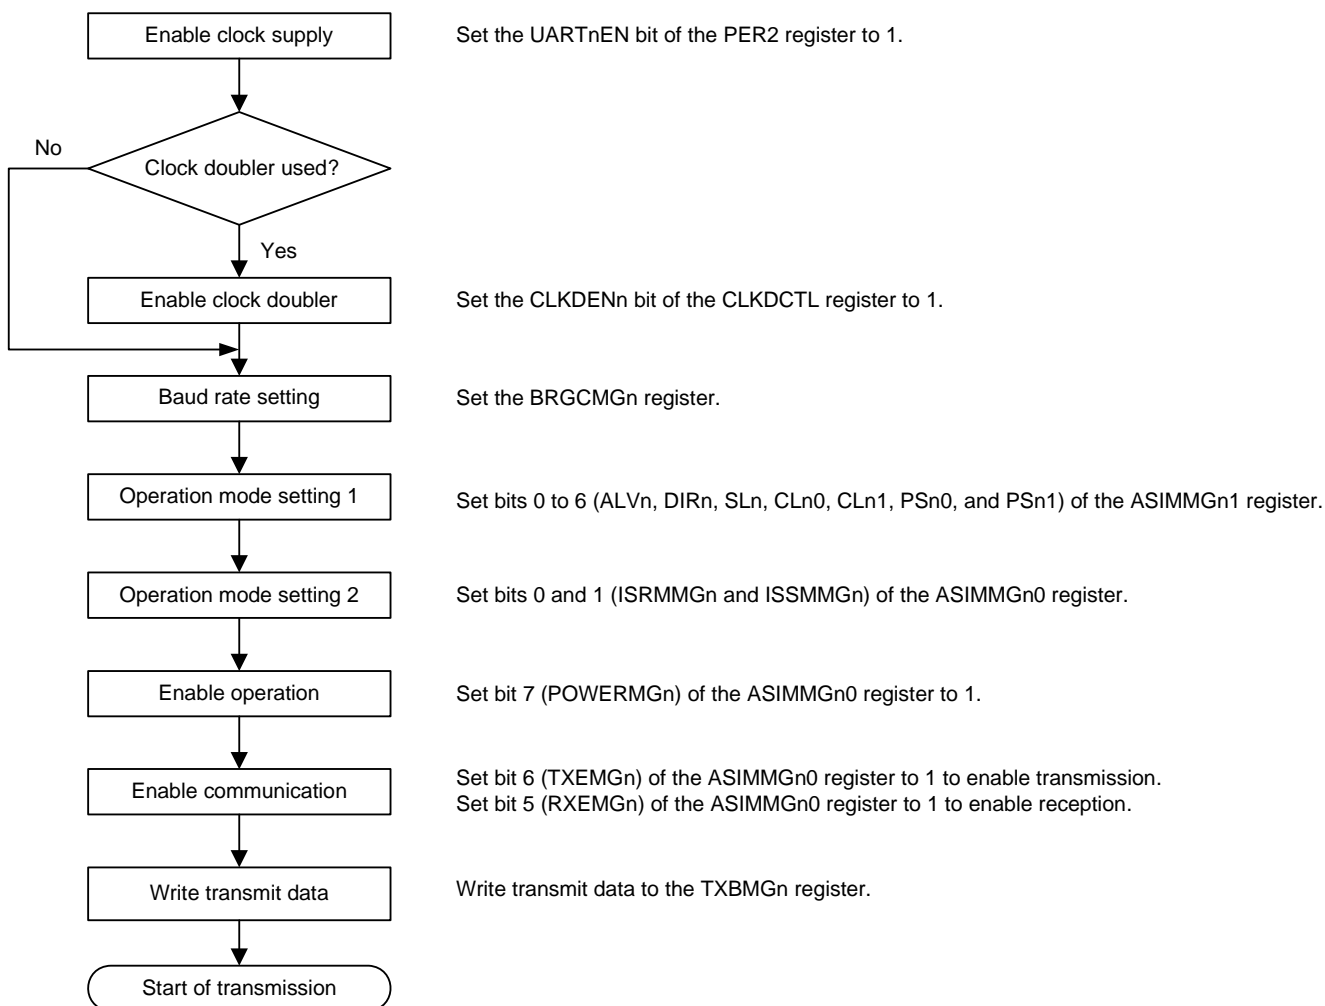 Enable clock supply
Set the UARTnEN bit of the PER2 register to 1.
No
Clock doubler used?
Yes
Enable clock doubler
Set the CLKDENn bit of the CLKDCTL register to 1.
Baud rate setting
Set the BRGCMGn register.
Operation mode setting 1
Set bits 0 to 6 (ALVn, DIRn, SLn, CLn0, CLn1, PSn0, and PSn1) of the ASIMMGn1 register.
Operation mode setting 2
Set bits 0 and 1 (ISRMMGn and ISSMMGn) of the ASIMMGn0 register.
Enable operation
Set bit 7 (POWERMGn) of the ASIMMGn0 register to 1.
Enable communication
Set bit 6 (TXEMGn) of the ASIMMGn0 register to 1 to enable transmission.
Set bit 5 (RXEMGn) of the ASIMMGn0 register to 1 to enable reception.
Write transmit data
Write transmit data to the TXBMGn register.
Start of transmission